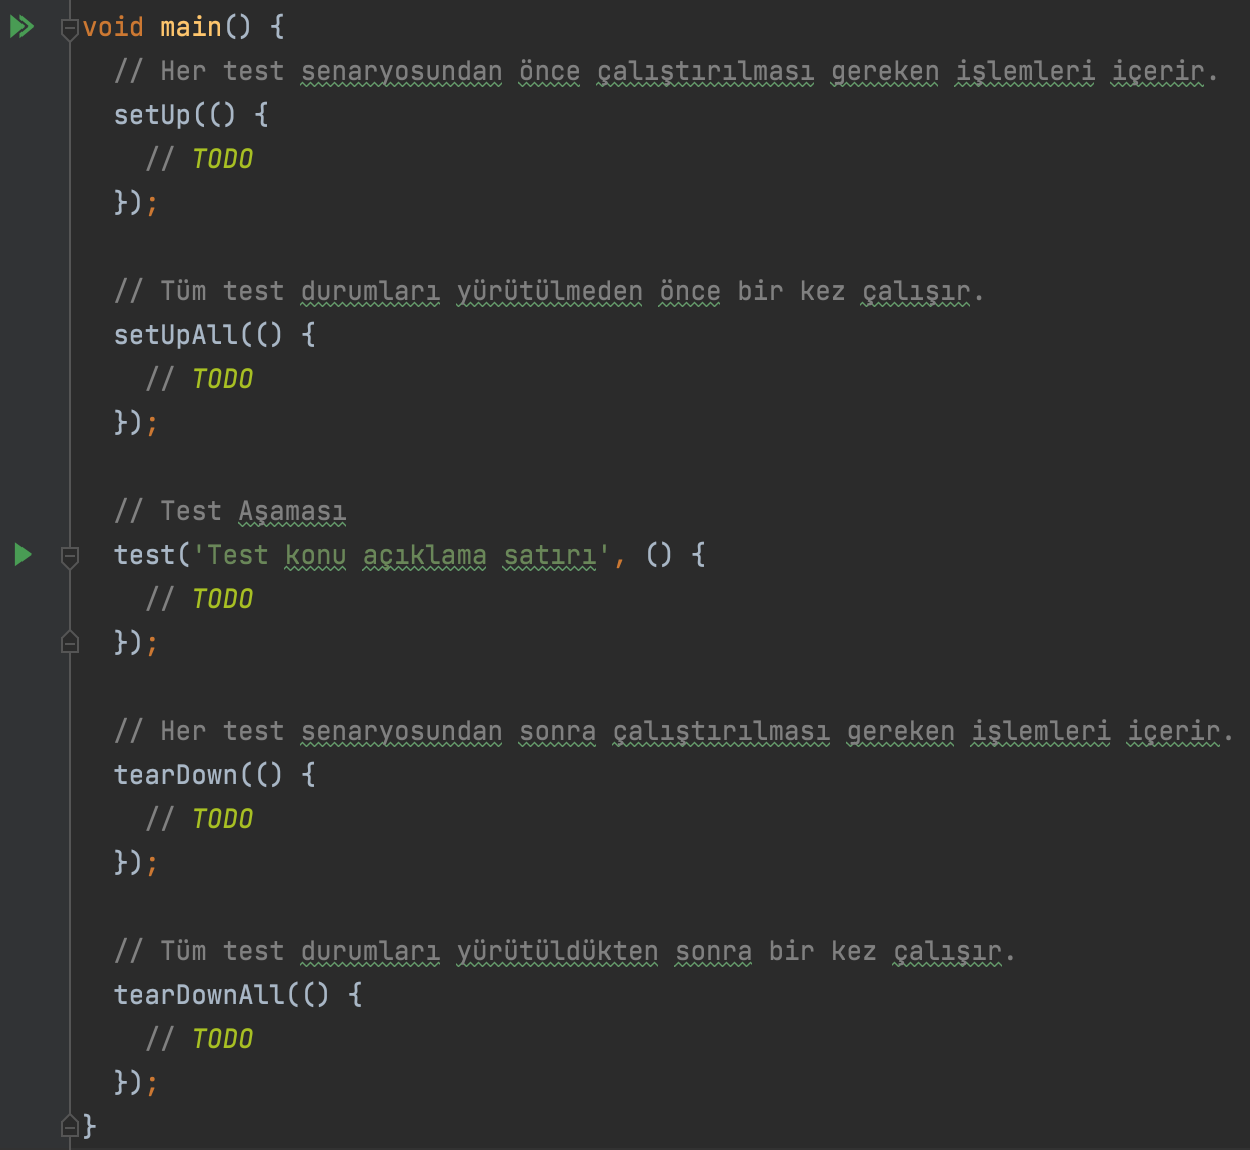 void main() {
// Her test senaryosundan önce çalıştırılması gereken işlemleri içerir.
setUp(() {
// TODO
});
// Tüm test durumları yürütülmeden önce bir kez çalışır.
setUpAll(() {
// TODO
});
// Test Aşaması
test('Test konu açıklama satırı', () {
// TODO
});
// Her test senaryosundan sonra çalıştırılması gereken işlemleri içerir.
tearDown(() {
// TODO
});
// Tüm test durumları yürütüldükten sonra bir kez çalışır.
tearDownAll(() {
// TODO
});
}